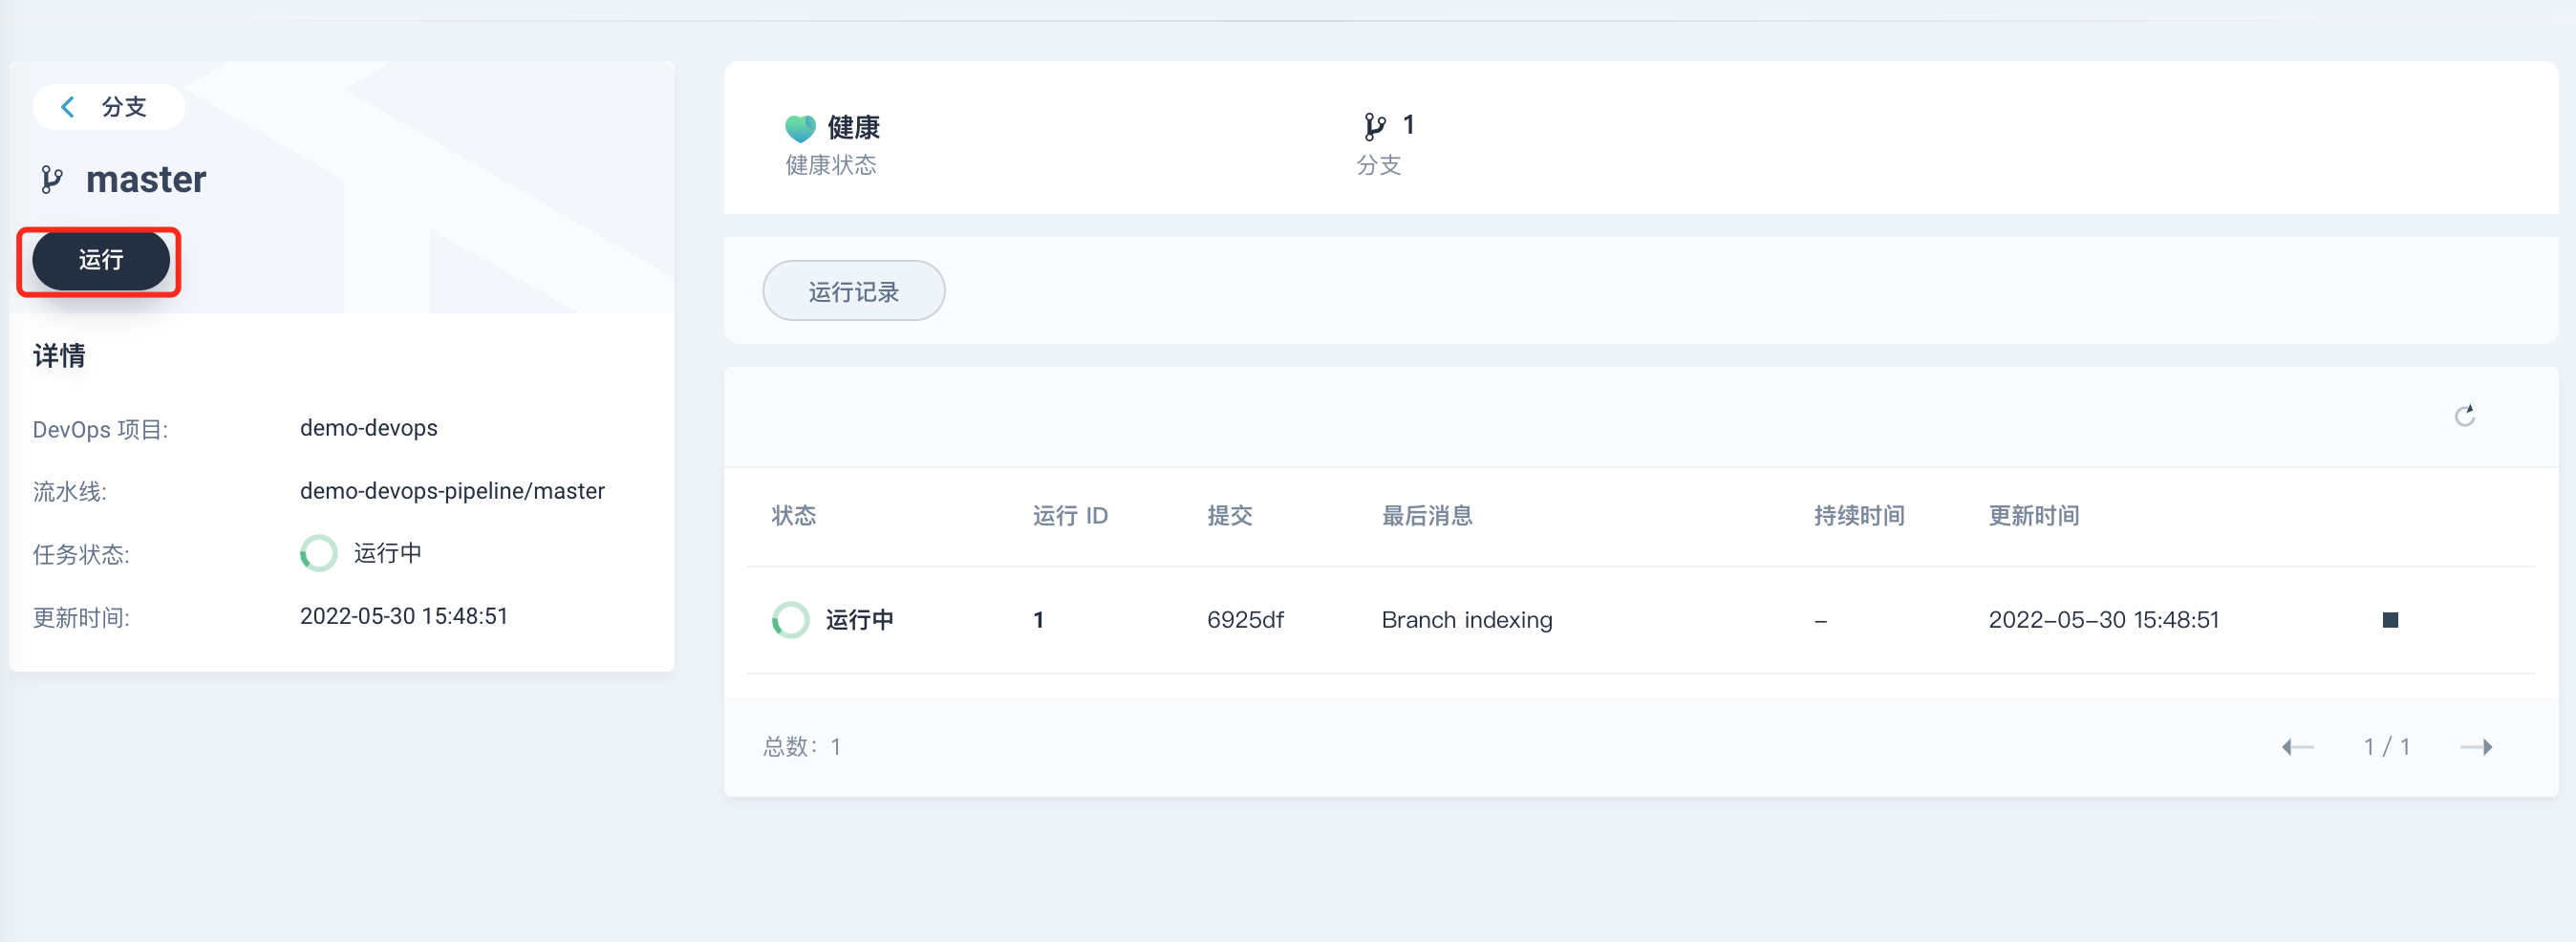 分支
master
运行
详情
DevOps 项目: demo-devops
流水线: demo-devops-pipeline/master
任务状态: 运行中
更新时间: 2022-05-30 15:48:51
健康
健康状态
1
分支
运行记录
状态 运行 ID 提交 最后消息 持续时间 更新时间
运行中 1 6925df Branch indexing – 2022-05-30 15:48:51
总数：1
1 / 1